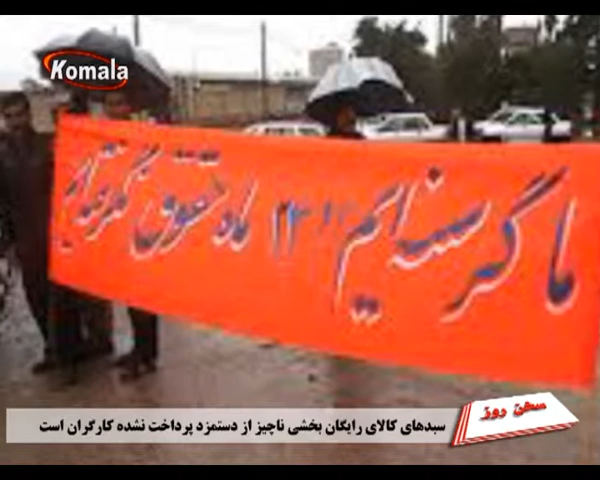 Komala
ما گرسنه ایم "۲۳ ماه حقوق نگرفته ایم
سخن روز
سبدهای کالای رایگان بخشی ناچیز از دستمزد پرداخت نشده کارگران است